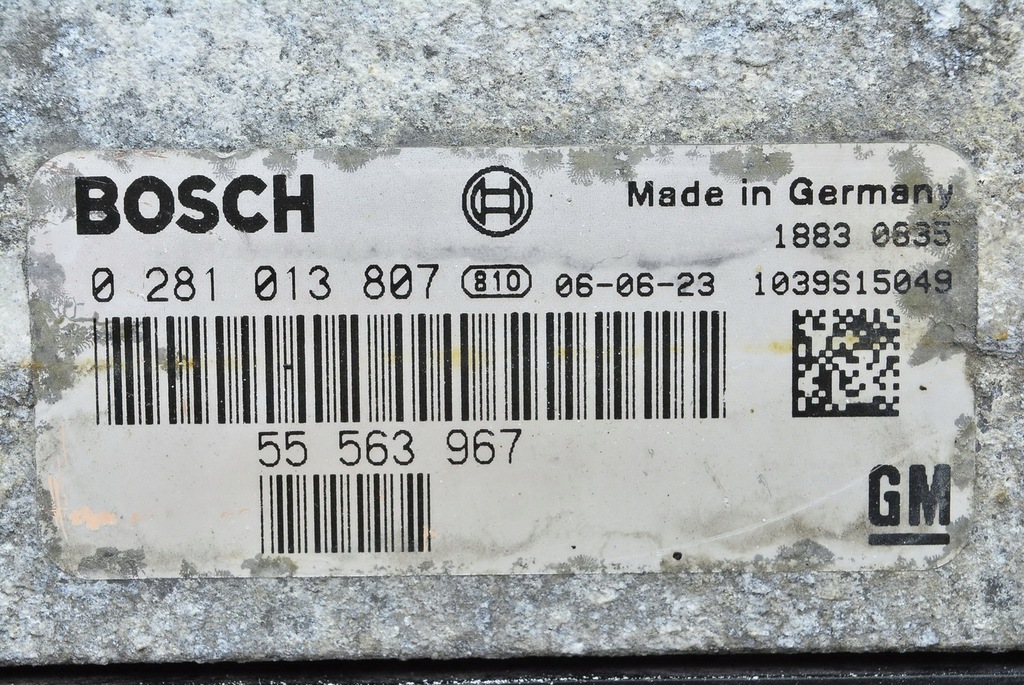 BOSCH Made in Germany
1883 0835
0 281 013 807 810 06-06-23 1039S15049
55 563 967
GM